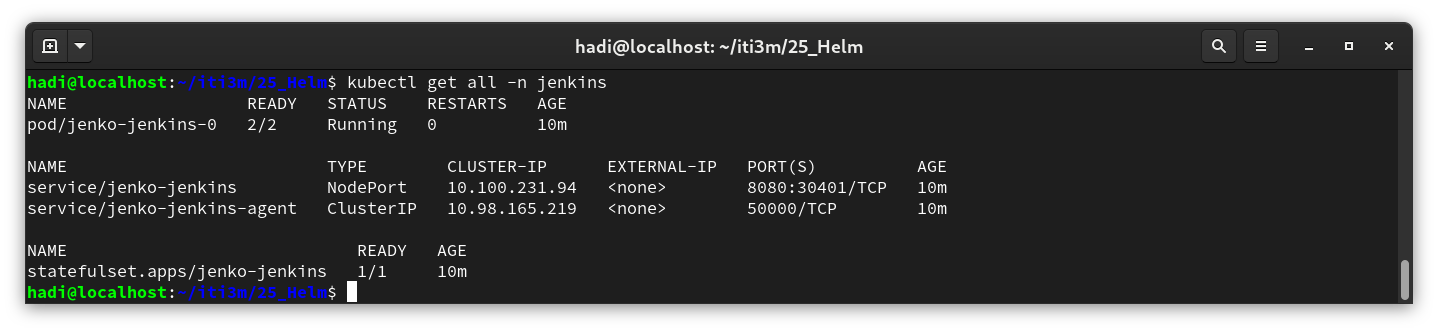 hadi@localhost: ~/iti3m/25_Helm
hadi@localhost:~/iti3m/25_Helm$ kubectl get all -n jenkins
NAME                  READY   STATUS    RESTARTS   AGE
pod/jenko-jenkins-0   2/2     Running   0          10m

NAME                          TYPE        CLUSTER-IP      EXTERNAL-IP   PORT(S)          AGE
service/jenko-jenkins         NodePort    10.100.231.94   <none>        8080:30401/TCP   10m
service/jenko-jenkins-agent   ClusterIP   10.98.165.219   <none>        50000/TCP        10m

NAME                             READY   AGE
statefulset.apps/jenko-jenkins   1/1     10m
hadi@localhost:~/iti3m/25_Helm$